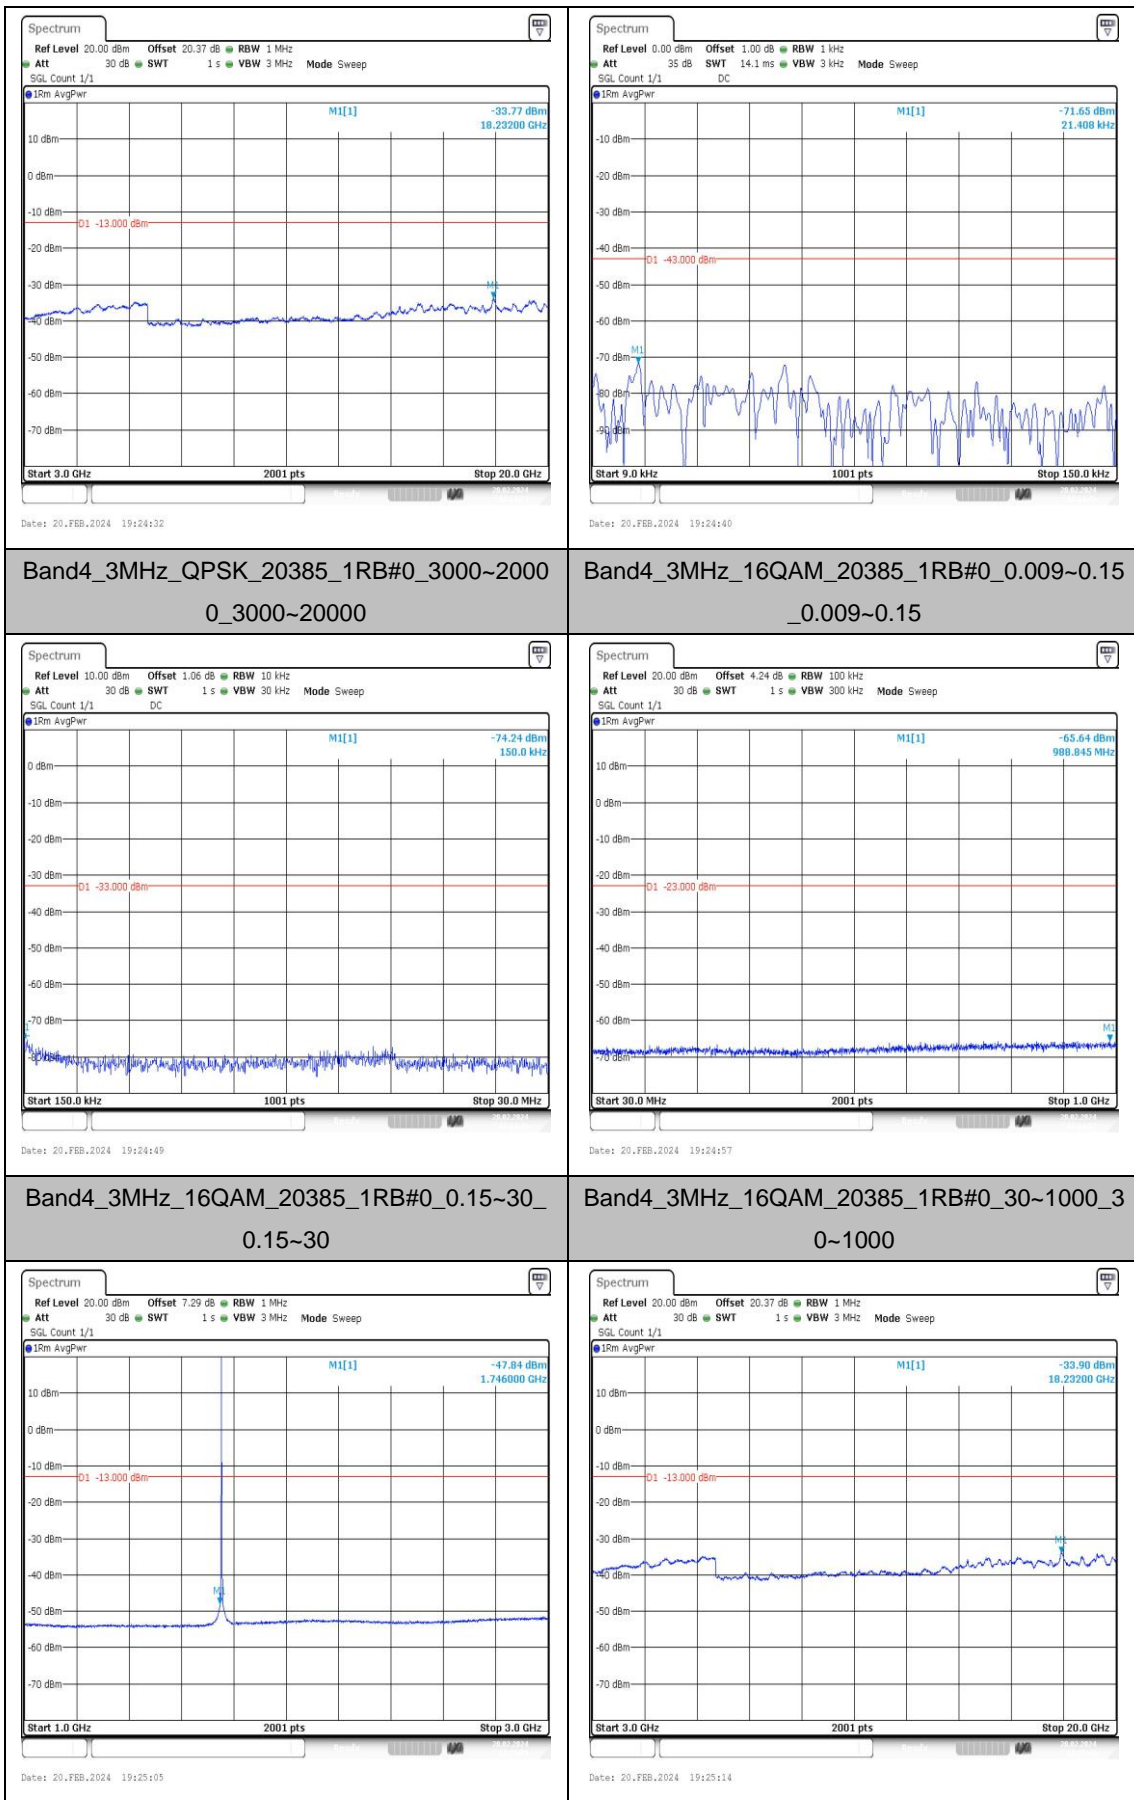 Spectrum
Ref Level 20.00 dBm Offset 20.37 dB RBW 1 MHz
Att 30 dB SWT 1 s VBW 3 MHz Mode Sweep
SGL Count 1/1
1Rm AvgPwr
M1[1] -33.77 dBm
18.23200 GHz
10 dBm
0 dBm
-10 dBm
D1 -13.000 dBm
-20 dBm
-30 dBm
M1
-40 dBm
-50 dBm
-60 dBm
-70 dBm
Start 3.0 GHz 2001 pts Stop 20.0 GHz
Date: 20.FEB.2024 19:24:32
Spectrum
Ref Level 0.00 dBm Offset 1.00 dB RBW 1 kHz
Att 35 dB SWT 14.1 ms VBW 3 kHz Mode Sweep
SGL Count 1/1 DC
1Rm AvgPwr
M1[1] -71.65 dBm
21.408 kHz
-10 dBm
-20 dBm
-30 dBm
-40 dBm
D1 -43.000 dBm
-50 dBm
-60 dBm
M1
-70 dBm
-80 dBm
-90 dBm
Start 9.0 kHz 1001 pts Stop 150.0 kHz
Date: 20.FEB.2024 19:24:40
Band4_3MHz_QPSK_20385_1RB#0_3000~2000
0_3000~20000
Band4_3MHz_16QAM_20385_1RB#0_0.009~0.15
_0.009~0.15
Spectrum
Ref Level 10.00 dBm Offset 1.06 dB RBW 10 kHz
Att 30 dB SWT 1 s VBW 30 kHz Mode Sweep
SGL Count 1/1 DC
1Rm AvgPwr
M1[1] -74.24 dBm
150.0 kHz
0 dBm
-10 dBm
-20 dBm
-30 dBm
D1 -33.000 dBm
-40 dBm
-50 dBm
-60 dBm
-70 dBm
-80 dBm
Start 150.0 kHz 1001 pts Stop 30.0 MHz
Date: 20.FEB.2024 19:24:49
Spectrum
Ref Level 20.00 dBm Offset 4.24 dB RBW 100 kHz
Att 30 dB SWT 1 s VBW 300 kHz Mode Sweep
SGL Count 1/1
1Rm AvgPwr
M1[1] -65.64 dBm
988.845 MHz
10 dBm
0 dBm
-10 dBm
-20 dBm
D1 -23.000 dBm
-30 dBm
-40 dBm
-50 dBm
-60 dBm
M1
-70 dBm
Start 30.0 MHz 2001 pts Stop 1.0 GHz
Date: 20.FEB.2024 19:24:57
Band4_3MHz_16QAM_20385_1RB#0_0.15~30_
0.15~30
Band4_3MHz_16QAM_20385_1RB#0_30~1000_3
0~1000
Spectrum
Ref Level 20.00 dBm Offset 7.29 dB RBW 1 MHz
Att 30 dB SWT 1 s VBW 3 MHz Mode Sweep
SGL Count 1/1
1Rm AvgPwr
M1[1] -47.84 dBm
1.746000 GHz
10 dBm
0 dBm
-10 dBm
D1 -13.000 dBm
-20 dBm
-30 dBm
-40 dBm
M1
-50 dBm
-60 dBm
-70 dBm
Start 1.0 GHz 2001 pts Stop 3.0 GHz
Date: 20.FEB.2024 19:25:05
Spectrum
Ref Level 20.00 dBm Offset 20.37 dB RBW 1 MHz
Att 30 dB SWT 1 s VBW 3 MHz Mode Sweep
SGL Count 1/1
1Rm AvgPwr
M1[1] -33.90 dBm
18.23200 GHz
10 dBm
0 dBm
-10 dBm
D1 -13.000 dBm
-20 dBm
-30 dBm
M1
-40 dBm
-50 dBm
-60 dBm
-70 dBm
Start 3.0 GHz 2001 pts Stop 20.0 GHz
Date: 20.FEB.2024 19:25:14